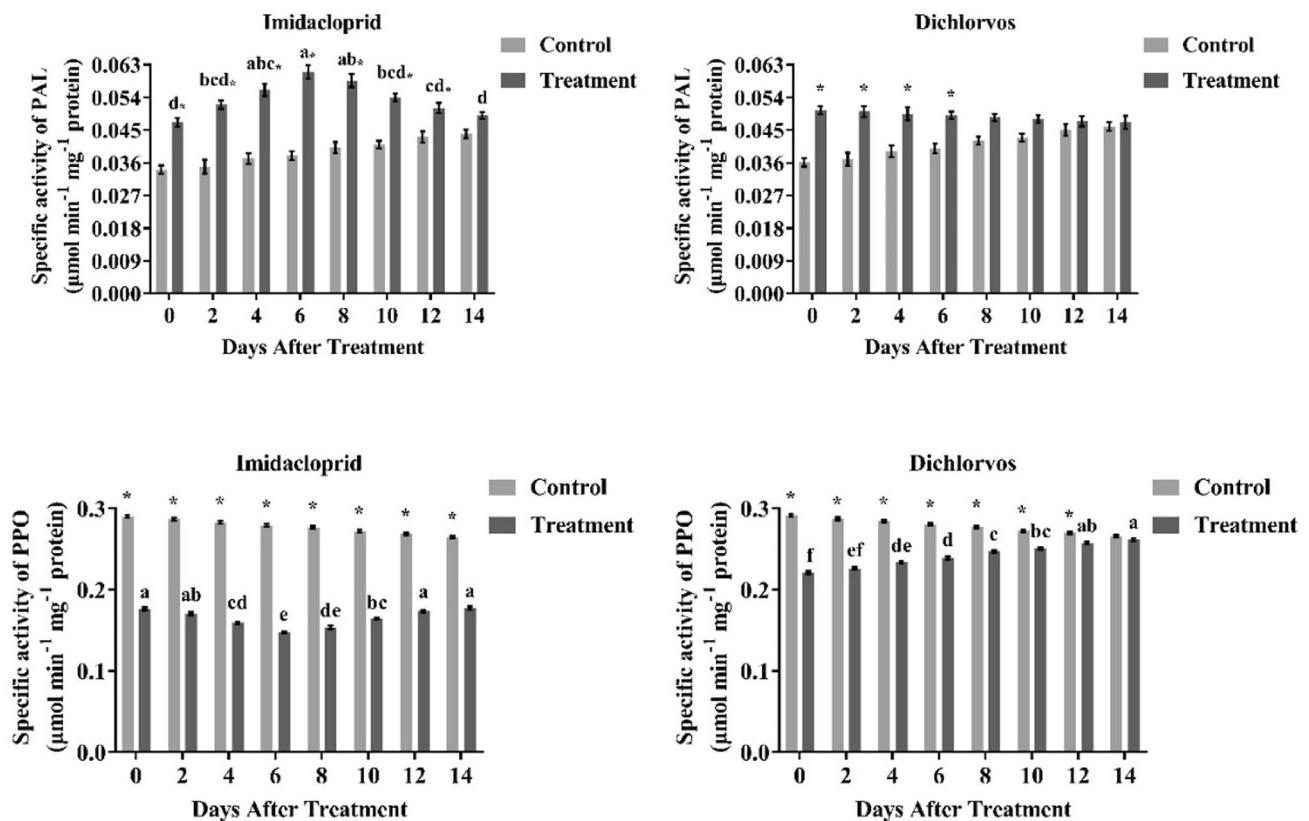 Imidacloprid
Control
Treatment
Specific activity of PAL
(µmol min⁻¹ mg⁻¹ protein)
0.063
0.054
0.045
0.036
0.027
0.018
0.009
0.000
d* bcd* abc* a* ab* bcd* cd* d
0 2 4 6 8 10 12 14
Days After Treatment
Dichlorvos
Control
Treatment
Specific activity of PAL
(µmol min⁻¹ mg⁻¹ protein)
0.063
0.054
0.045
0.036
0.027
0.018
0.009
0.000
* * * *
0 2 4 6 8 10 12 14
Days After Treatment
Imidacloprid
Control
Treatment
Specific activity of PPO
(µmol min⁻¹ mg⁻¹ protein)
0.3
0.2
0.1
0.0
* * * * * * * *
a ab cd e de bc a a
0 2 4 6 8 10 12 14
Days After Treatment
Dichlorvos
Control
Treatment
Specific activity of PPO
(µmol min⁻¹ mg⁻¹ protein)
0.3
0.2
0.1
0.0
* * * * * * *
f ef de d c bc ab a
0 2 4 6 8 10 12 14
Days After Treatment